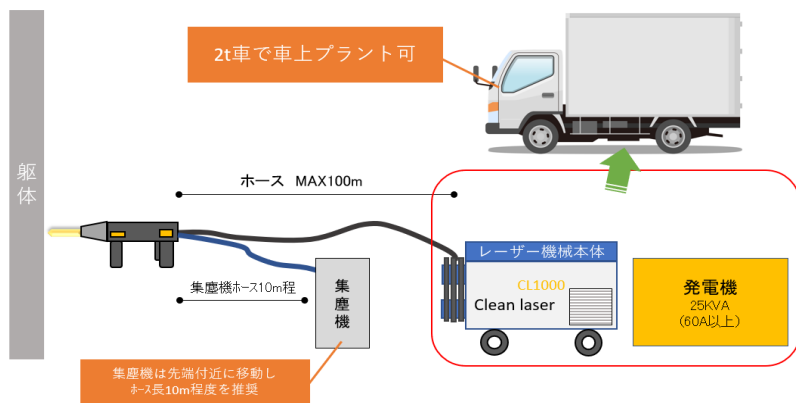 2t車で車上プラント可
躯体
ホース MAX100m
レーザー機械本体
CL1000
Clean laser
発電機
25KVA
(60A以上)
集塵機ホース10m程
集塵機
集塵機は先端付近に移動し
ホース長10m程度を推奨